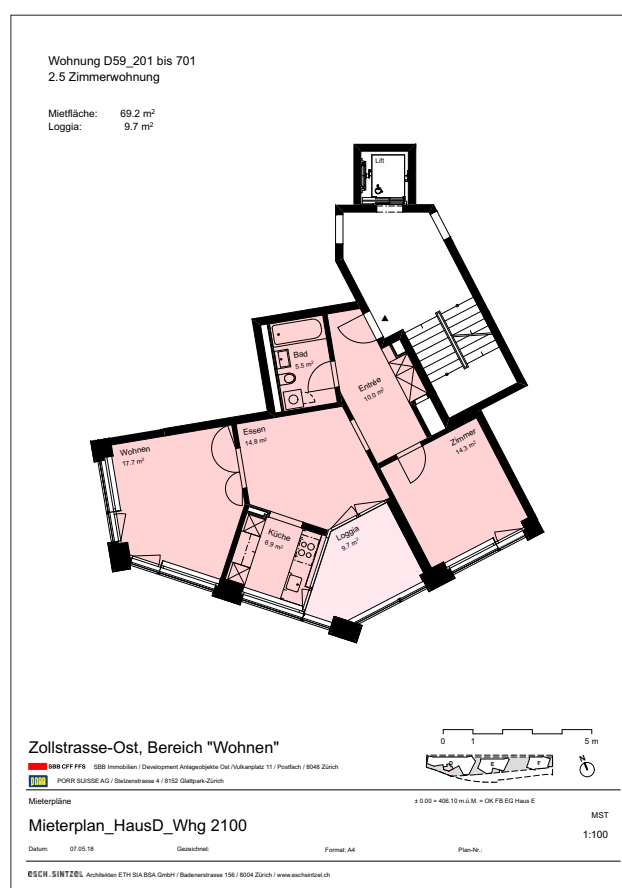 Wohnung D59_201 bis 701
2.5 Zimmerwohnung
Mietfläche: 69.2 m²
Loggia: 9.7 m²
Lift
Bad
5.5 m²
Entrée
10.0 m²
Essen
14.8 m²
Wohnen
17.7 m²
Zimmer
14.3 m²
Küche
6.9 m²
Loggia
9.7 m²
Zollstrasse-Ost, Bereich "Wohnen"
SBB CFF FFS SBB Immobilien / Development Anlageobjekte Ost /Vulkanplatz 11 / Postfach / 8048 Zürich
PORR PORR SUISSE AG / Stelzenstrasse 4 / 8152 Glattpark-Zürich
0 1 5 m
D E F N
Mieterpläne ± 0.00 = 406.10 m.ü.M. = OK FB EG Haus E
Mieterplan_HausD_Whg 2100
MST
1:100
Datum: 07.05.18 Gezeichnet: Format: A4 Plan-Nr.:
esch.sintzel Architekten ETH SIA BSA GmbH / Badenerstrasse 156 / 8004 Zürich / www.eschsintzel.ch